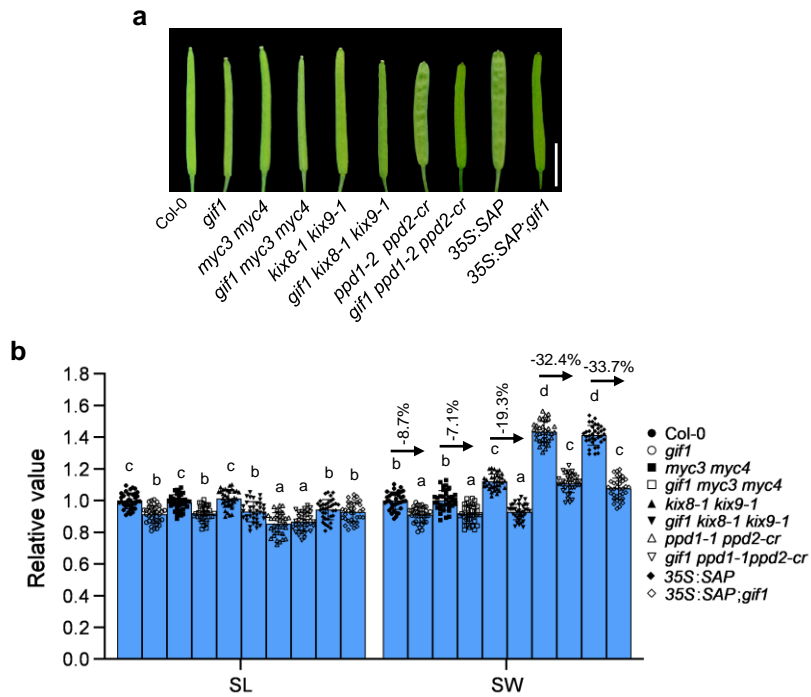 a
Col-0
gif1
myc3 myc4
gif1 myc3 myc4
kix8-1 kix9-1
gif1 kix8-1 kix9-1
ppd1-2 ppd2-cr
gif1 ppd1-2 ppd2-cr
35S:SAP
35S:SAP;gif1
b
Relative value
1.8
1.6
1.4
1.2
1.0
0.8
0.6
0.4
0.2
0.0
c b c b c b a a b b
-8.7% -7.1% -19.3% -32.4% -33.7%
b a b a c a d c d c
SL SW
Col-0
gif1
myc3 myc4
gif1 myc3 myc4
kix8-1 kix9-1
gif1 kix8-1 kix9-1
ppd1-1 ppd2-cr
gif1 ppd1-1ppd2-cr
35S:SAP
35S:SAP;gif1